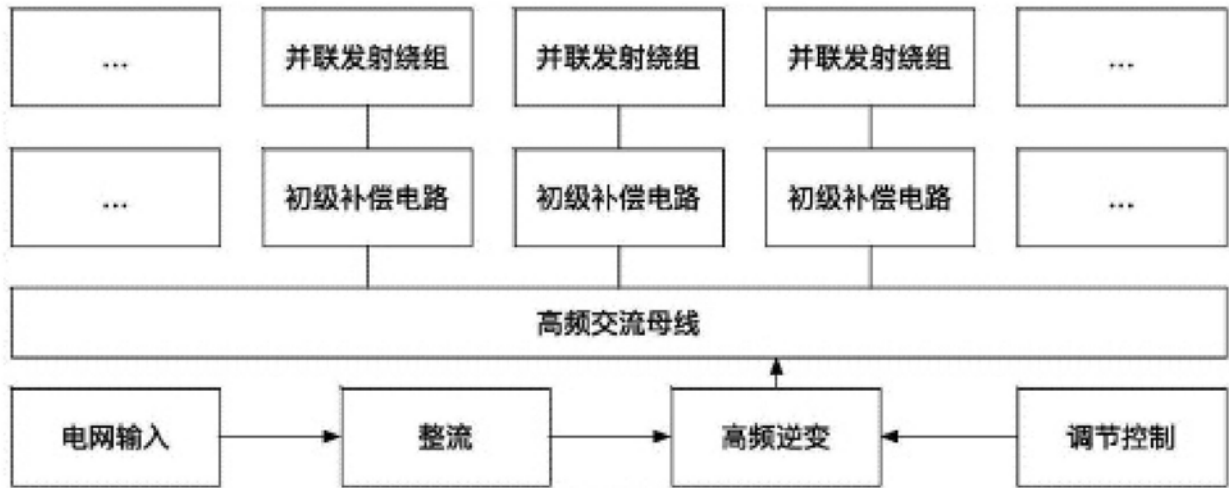 ...
并联发射绕组
并联发射绕组
并联发射绕组
...
...
初级补偿电路
初级补偿电路
初级补偿电路
...
高频交流母线
电网输入
整流
高频逆变
调节控制